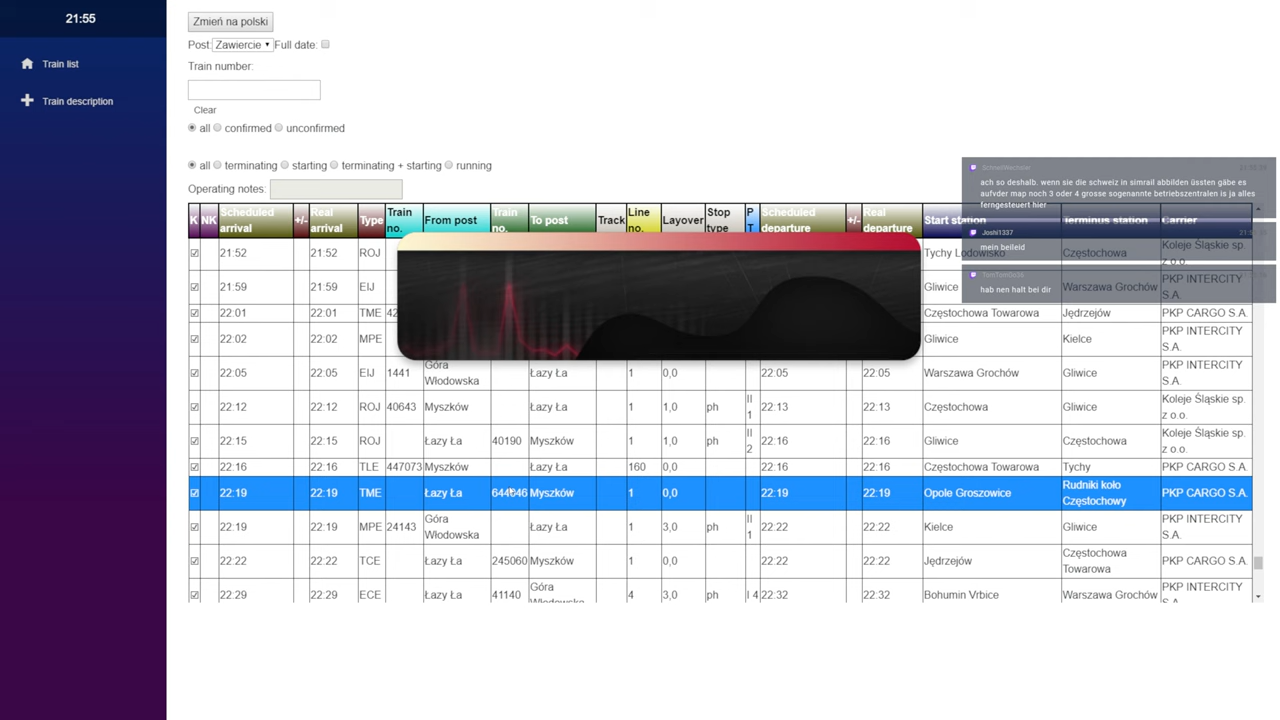 21:55
Train list
Train description
Zmień na polski
Post: Zawiercie Full date:
Train number:
Clear
all confirmed unconfirmed
all terminating starting terminating + starting running
Operating notes:
K NK Scheduled arrival +/- Real arrival Type Train no. From post Train no. To post Track Line no. Layover Stop type P T Scheduled departure +/- Real departure Start station Terminus station Carrier
21:52 21:52 ROJ Tychy Lodowisko Częstochowa Koleje Śląskie sp. z o.o.
21:59 21:59 EIJ Gliwice Warszawa Grochów PKP INTERCITY S.A.
22:01 22:01 TME Częstochowa Towarowa Jędrzejów PKP CARGO S.A.
22:02 22:02 MPE Gliwice Kielce PKP INTERCITY S.A.
22:05 22:05 EIJ 1441 Góra Włodowska Łazy Ła 1 0,0 22:05 22:05 Warszawa Grochów Gliwice PKP INTERCITY S.A.
22:12 22:12 ROJ 40643 Myszków Łazy Ła 1 1,0 ph II 1 22:13 22:13 Częstochowa Gliwice Koleje Śląskie sp. z o.o.
22:15 22:15 ROJ Łazy Ła 40190 Myszków 1 1,0 ph II 2 22:16 22:16 Gliwice Częstochowa Koleje Śląskie sp. z o.o.
22:16 22:16 TLE 447073 Myszków Łazy Ła 160 0,0 22:16 22:16 Częstochowa Towarowa Tychy PKP CARGO S.A.
22:19 22:19 TME Łazy Ła 644046 Myszków 1 0,0 22:19 22:19 Opole Groszowice Rudniki koło Częstochowy PKP CARGO S.A.
22:19 22:19 MPE 24143 Góra Włodowska Łazy Ła 1 3,0 ph II 1 22:22 22:22 Kielce Gliwice PKP INTERCITY S.A.
22:22 22:22 TCE Łazy Ła 245060 Myszków 1 0,0 22:22 22:22 Jędrzejów Częstochowa Towarowa PKP CARGO S.A.
22:29 22:29 ECE Łazy Ła 41140 Góra Włodowska 4 3,0 ph I 4 22:32 22:32 Bohumin Vrbice Warszawa Grochów PKP INTERCITY
ach so deshalb. wenn sie die schweiz in simrail abbilden üssten gäbe es
aufvder map noch 3 oder 4 grosse sogenannte betriebszentralen is ja alles
ferngesteuert hier
Joshi1337
mein beileid
hab nen halt bei dir